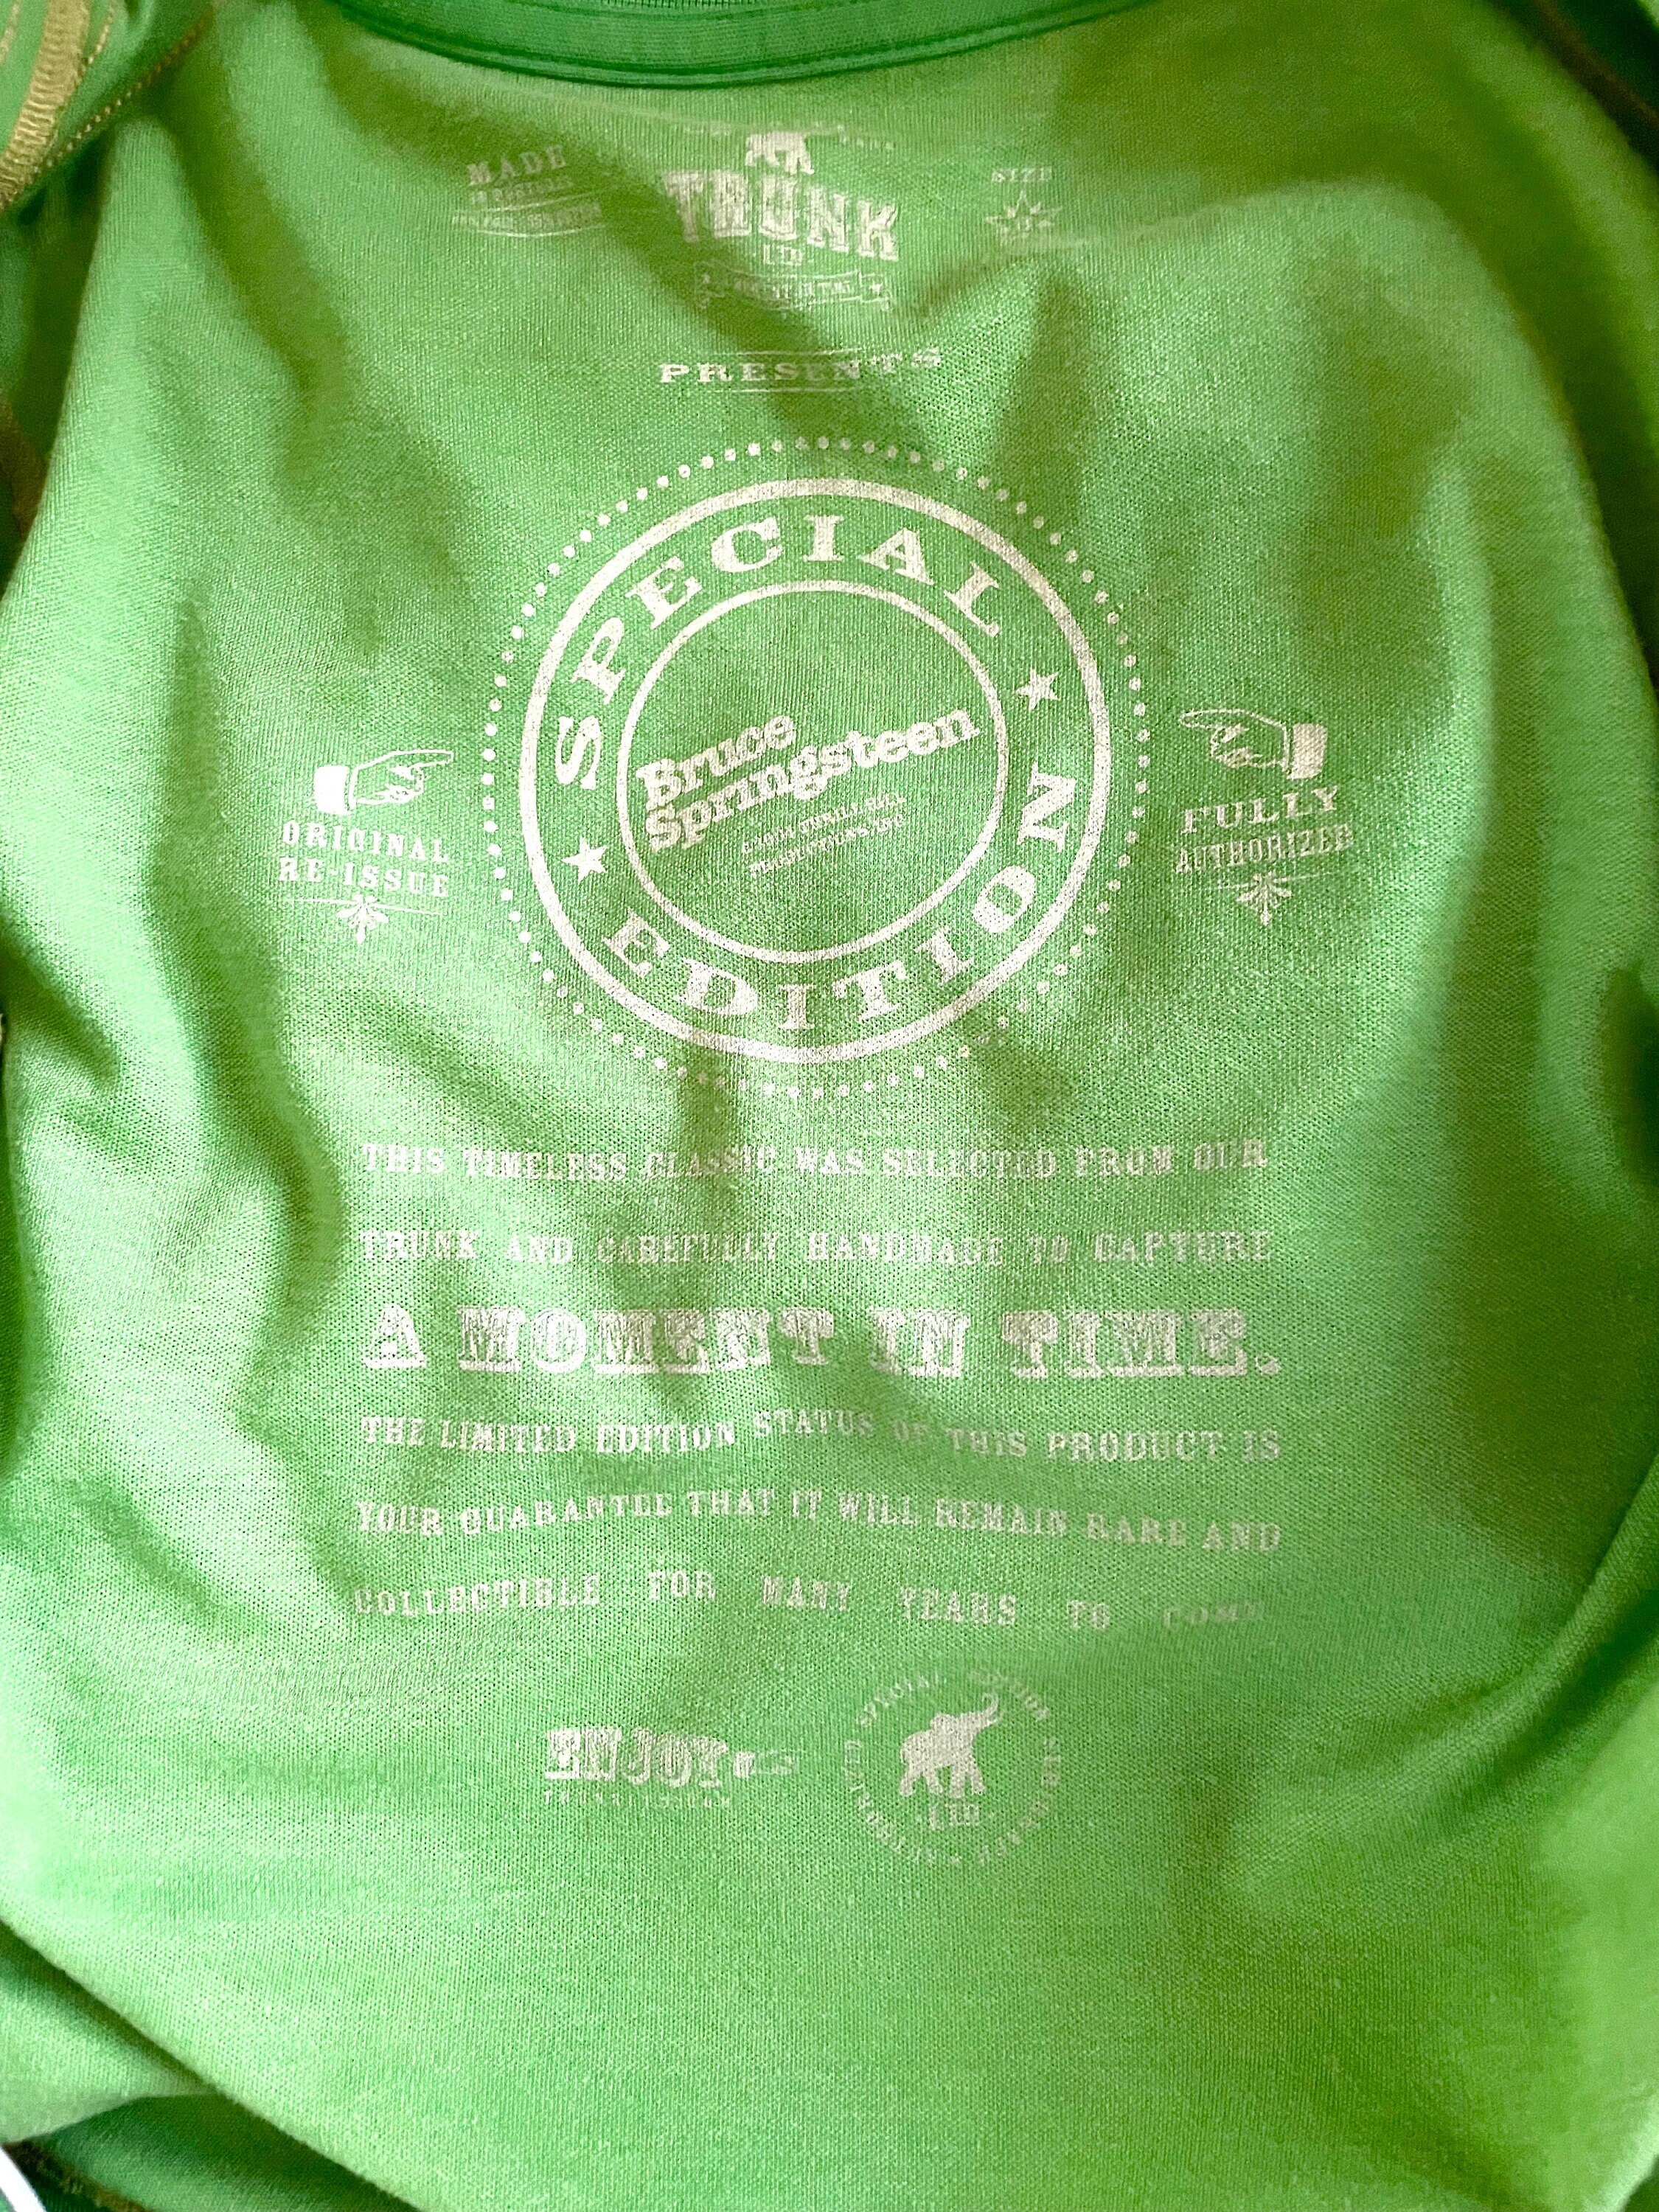 MADE
TRUNK
LTD
SIZE
PRESENTS
SPECIAL
Bruce
Springsteen
EDITION
ORIGINAL
RE-ISSUE
FULLY
AUTHORIZED
THIS TIMELESS CLASSIC WAS SELECTED FROM OUR
TRUNK AND CAREFULLY HANDMADE TO CAPTURE
A MOMENT IN TIME.
THE LIMITED EDITION STATUS OF THIS PRODUCT IS
YOUR GUARANTEE THAT IT WILL REMAIN RARE AND
COLLECTIBLE FOR MANY YEARS TO COME
ENJOY
SPECIAL EDITION
LTD